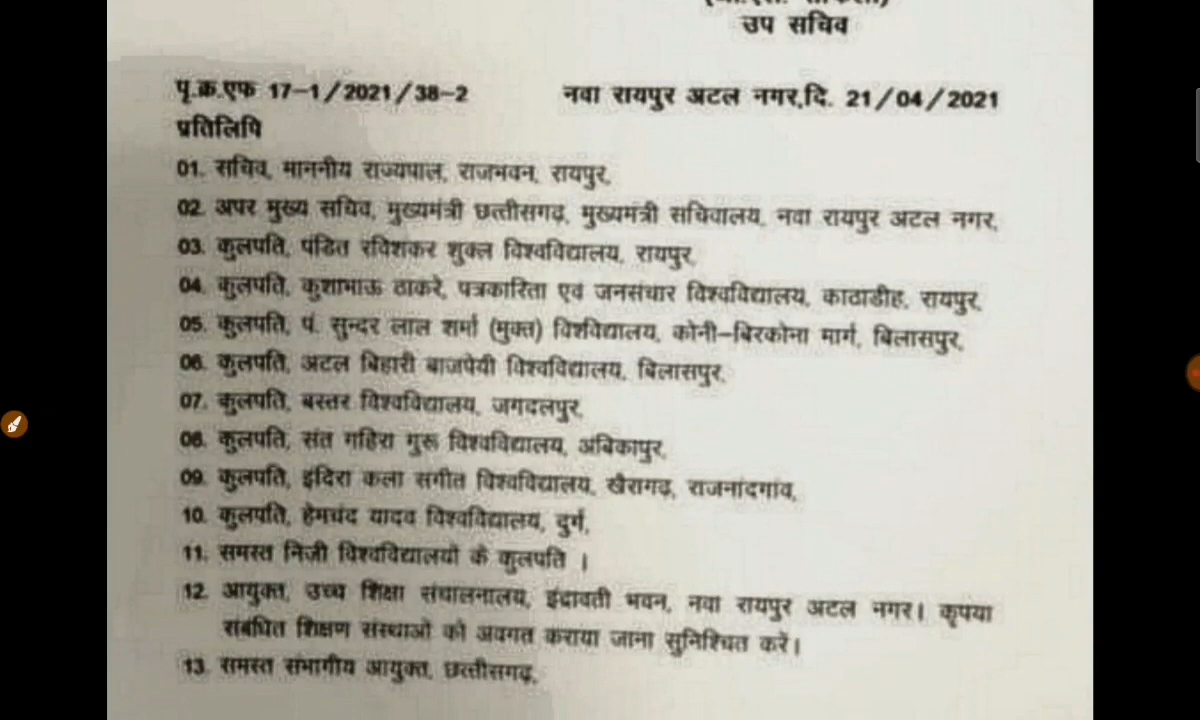 उप सचिव
पृ.क्र.एफ 17-1/2021/38-2 नवा रायपुर अटल नगर,दि. 21/04/2021
प्रतिलिपि
01. सचिव, माननीय राज्यपाल, राजभवन, रायपुर,
02. अपर मुख्य सचिव, मुख्यमंत्री छत्तीसगढ़, मुख्यमंत्री सचिवालय, नवा रायपुर अटल नगर,
03. कुलपति, पंडित रविशंकर शुक्ल विश्वविद्यालय, रायपुर,
04. कुलपति, कुशाभाऊ ठाकरे, पत्रकारिता एवं जनसंचार विश्वविद्यालय, काठाडीह, रायपुर,
05. कुलपति, पं. सुन्दर लाल शर्मा (मुक्त) विश्विद्यालय, कोनी-बिरकोना मार्ग, बिलासपुर,
06. कुलपति, अटल बिहारी बाजपेयी विश्वविद्यालय, बिलासपुर,
07. कुलपति, बस्तर विश्वविद्यालय, जगदलपुर,
08. कुलपति, संत गहिरा गुरू विश्वविद्यालय, अंबिकापुर,
09. कुलपति, इंदिरा कला संगीत विश्वविद्यालय, खैरागढ़, राजनांदगांव,
10. कुलपति, हेमचंद यादव विश्वविद्यालय, दुर्ग,
11. समस्त निजी विश्वविद्यालयों के कुलपति ।
12. आयुक्त, उच्च शिक्षा संचालनालय, इंद्रावती भवन, नवा रायपुर अटल नगर। कृपया
संबंधित शिक्षण संस्थाओं को अवगत कराया जाना सुनिश्चित करें।
13. समस्त संभागीय आयुक्त, छत्तीसगढ़,